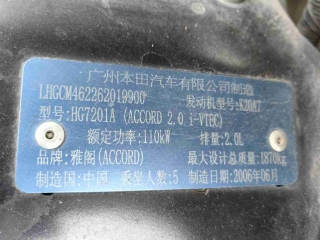 广州本田汽车有限公司制造
LHGCM462262019900
发动机型号:K20A7
型号:HG7201A (ACCORD 2.0 i-VTEC)
额定功率:110kW 排量:2.0L
品牌:雅阁(ACCORD) 最大设计总质量:1870kg
制造国:中国 乘坐人数:5 制造日期:2006年06月